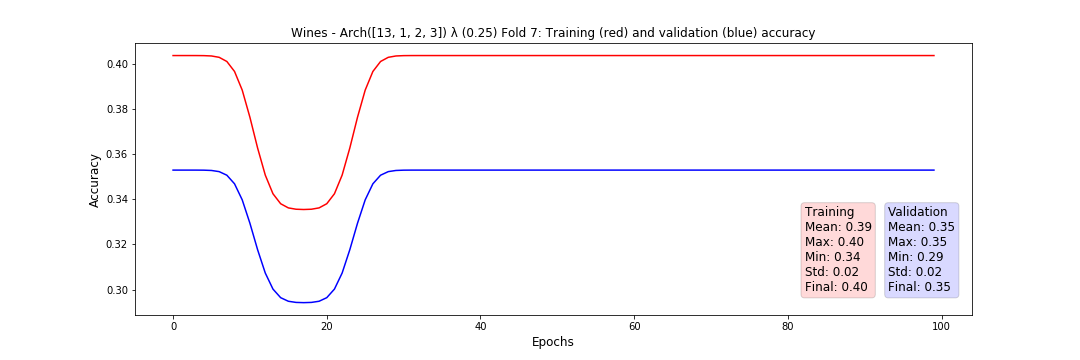 Wines - Arch([13, 1, 2, 3]) λ (0.25) Fold 7: Training (red) and validation (blue) accuracy
Accuracy
0.40
0.38
0.36
0.34
0.32
0.30
Training
Mean: 0.39
Max: 0.40
Min: 0.34
Std: 0.02
Final: 0.40
Validation
Mean: 0.35
Max: 0.35
Min: 0.29
Std: 0.02
Final: 0.35
0 20 40 60 80 100
Epochs